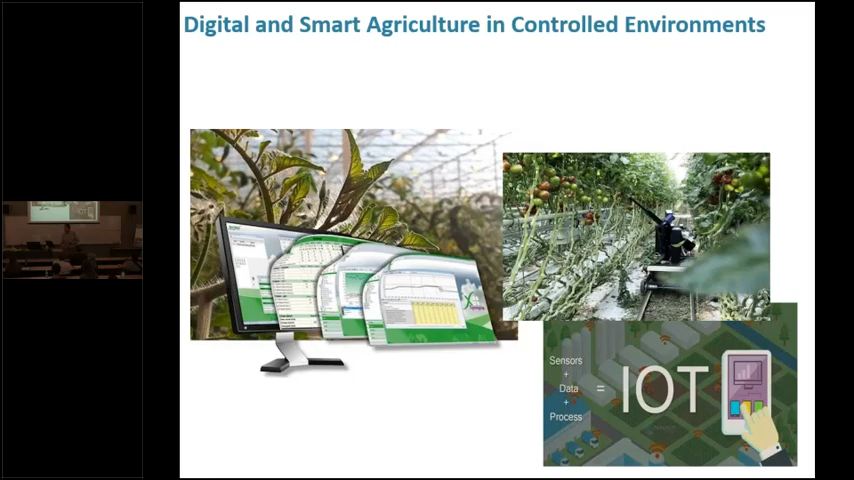 Digital and Smart Agriculture in Controlled Environments
Sensors
+
Data
+
Process
=
IOT